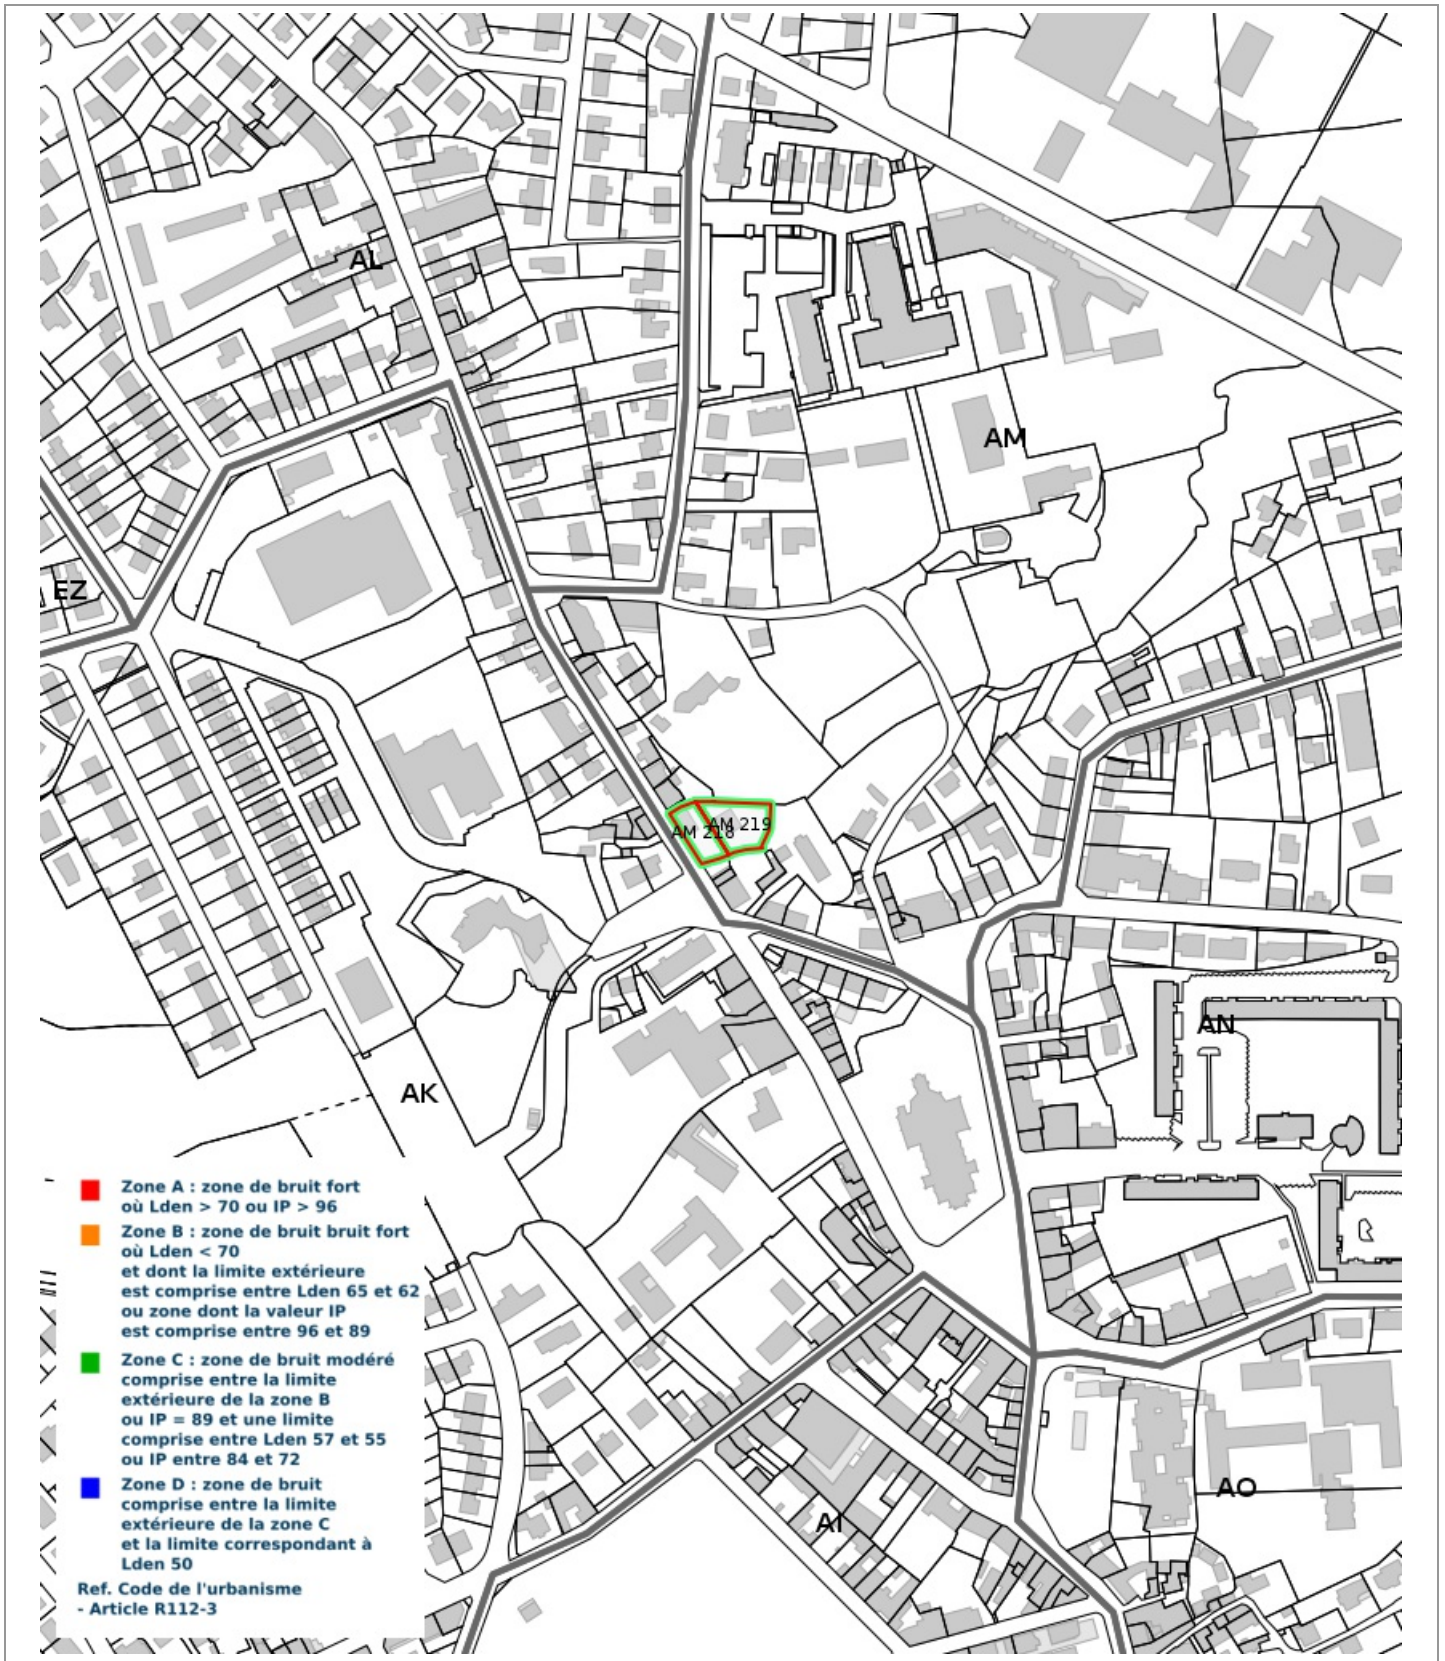 AL
AM
EZ
AM 218
AM 219
AN
AK
Zone A : zone de bruit fort
où Lden > 70 ou IP > 96
Zone B : zone de bruit bruit fort
où Lden < 70
et dont la limite extérieure
est comprise entre Lden 65 et 62
ou zone dont la valeur IP
est comprise entre 96 et 89
Zone C : zone de bruit modéré
comprise entre la limite
extérieure de la zone B
ou IP = 89 et une limite
comprise entre Lden 57 et 55
ou IP entre 84 et 72
Zone D : zone de bruit
comprise entre la limite
extérieure de la zone C
et la limite correspondant à
Lden 50
Ref. Code de l'urbanisme
- Article R112-3
AO
AI